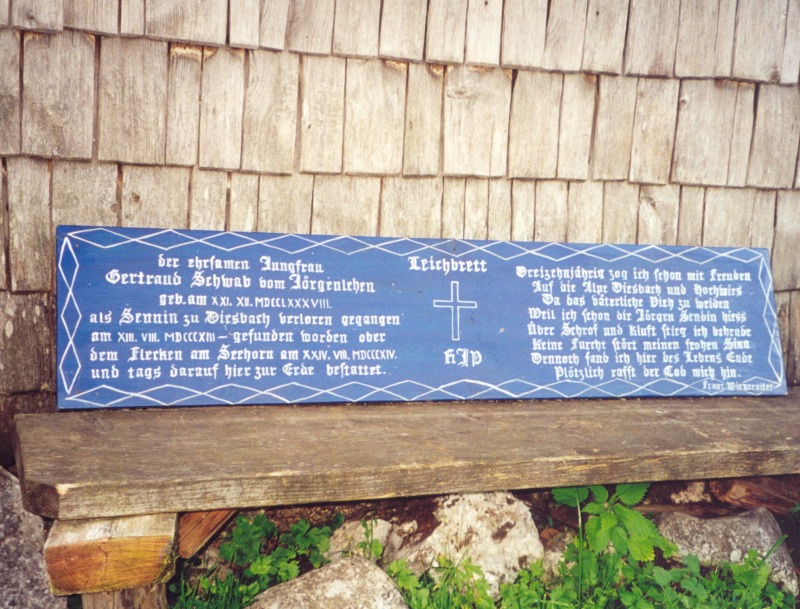 der ehrsamen Jungfrau
Gertraud Schwab vom Jörgenlehen
geb. am XXI. XII. MDCCLXXXVIII.
als Sennin zu Diesbach verloren gegangen
am XIII. VIII. MDCCCXIII – gefunden worden ober
dem Flecken am Seehorn am XXIV. VIII. MDCCCXIV.
und tags darauf hier zur Erde bestattet.
Leichbrett
Dreizehnjährig zog ich schon mit Freuden
Auf die Alpe Diesbach und Hochwies
Da das väterliche Vieh zu weiden
Weil ich schon die Jörgen Sendin hiess
Über Schrof und Kluft stieg ich behende
Keine Furcht stört meinen frohen Sinn
Dennoch fand ich hier des Lebens Ende
Plötzlich rafft der Tod mich hin.
Franz Wientreiter